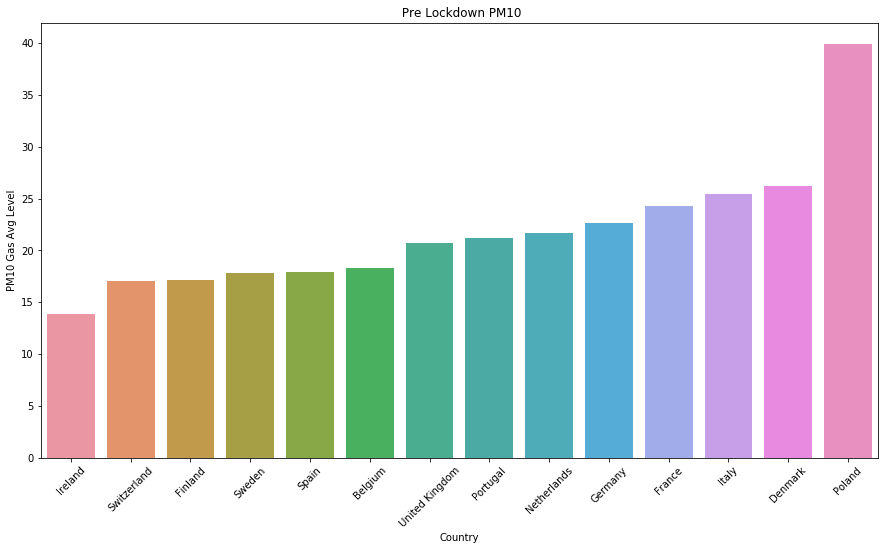 Pre Lockdown PM10
PM10 Gas Avg Level
40
35
30
25
20
15
10
5
0
Ireland
Switzerland
Finland
Sweden
Spain
Belgium
United Kingdom
Portugal
Netherlands
Germany
France
Italy
Denmark
Poland
Country